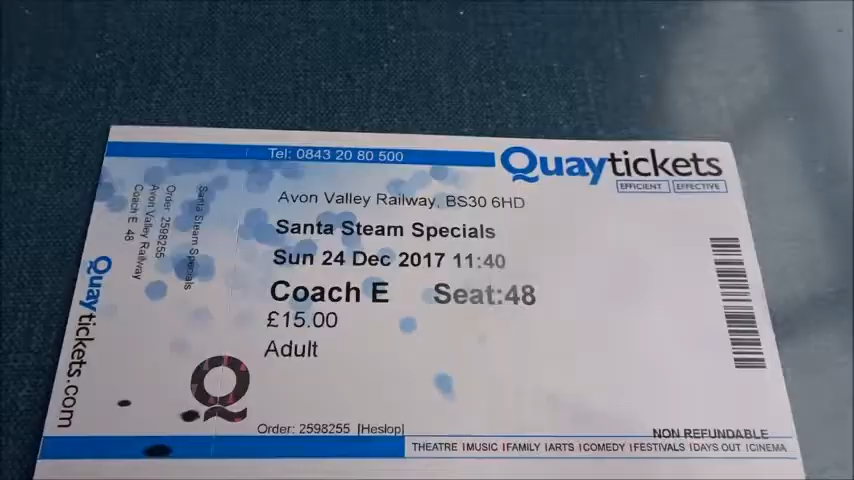 Tel: 0843 20 80 500
Quaytickets
EFFICIENT EFFECTIVE
Avon Valley Railway, BS30 6HD
Santa Steam Specials
Sun 24 Dec 2017 11:40
Coach E Seat:48
£15.00
Adult
Order: 2598255 [Heslop]
NON REFUNDABLE
THEATRE |MUSIC |FAMILY |ARTS |COMEDY |FESTIVALS |DAYS OUT |CINEMA
Santa Steam Specials
Order 2598255
Avon Valley Railway
Coach E 48
Quaytickets.com